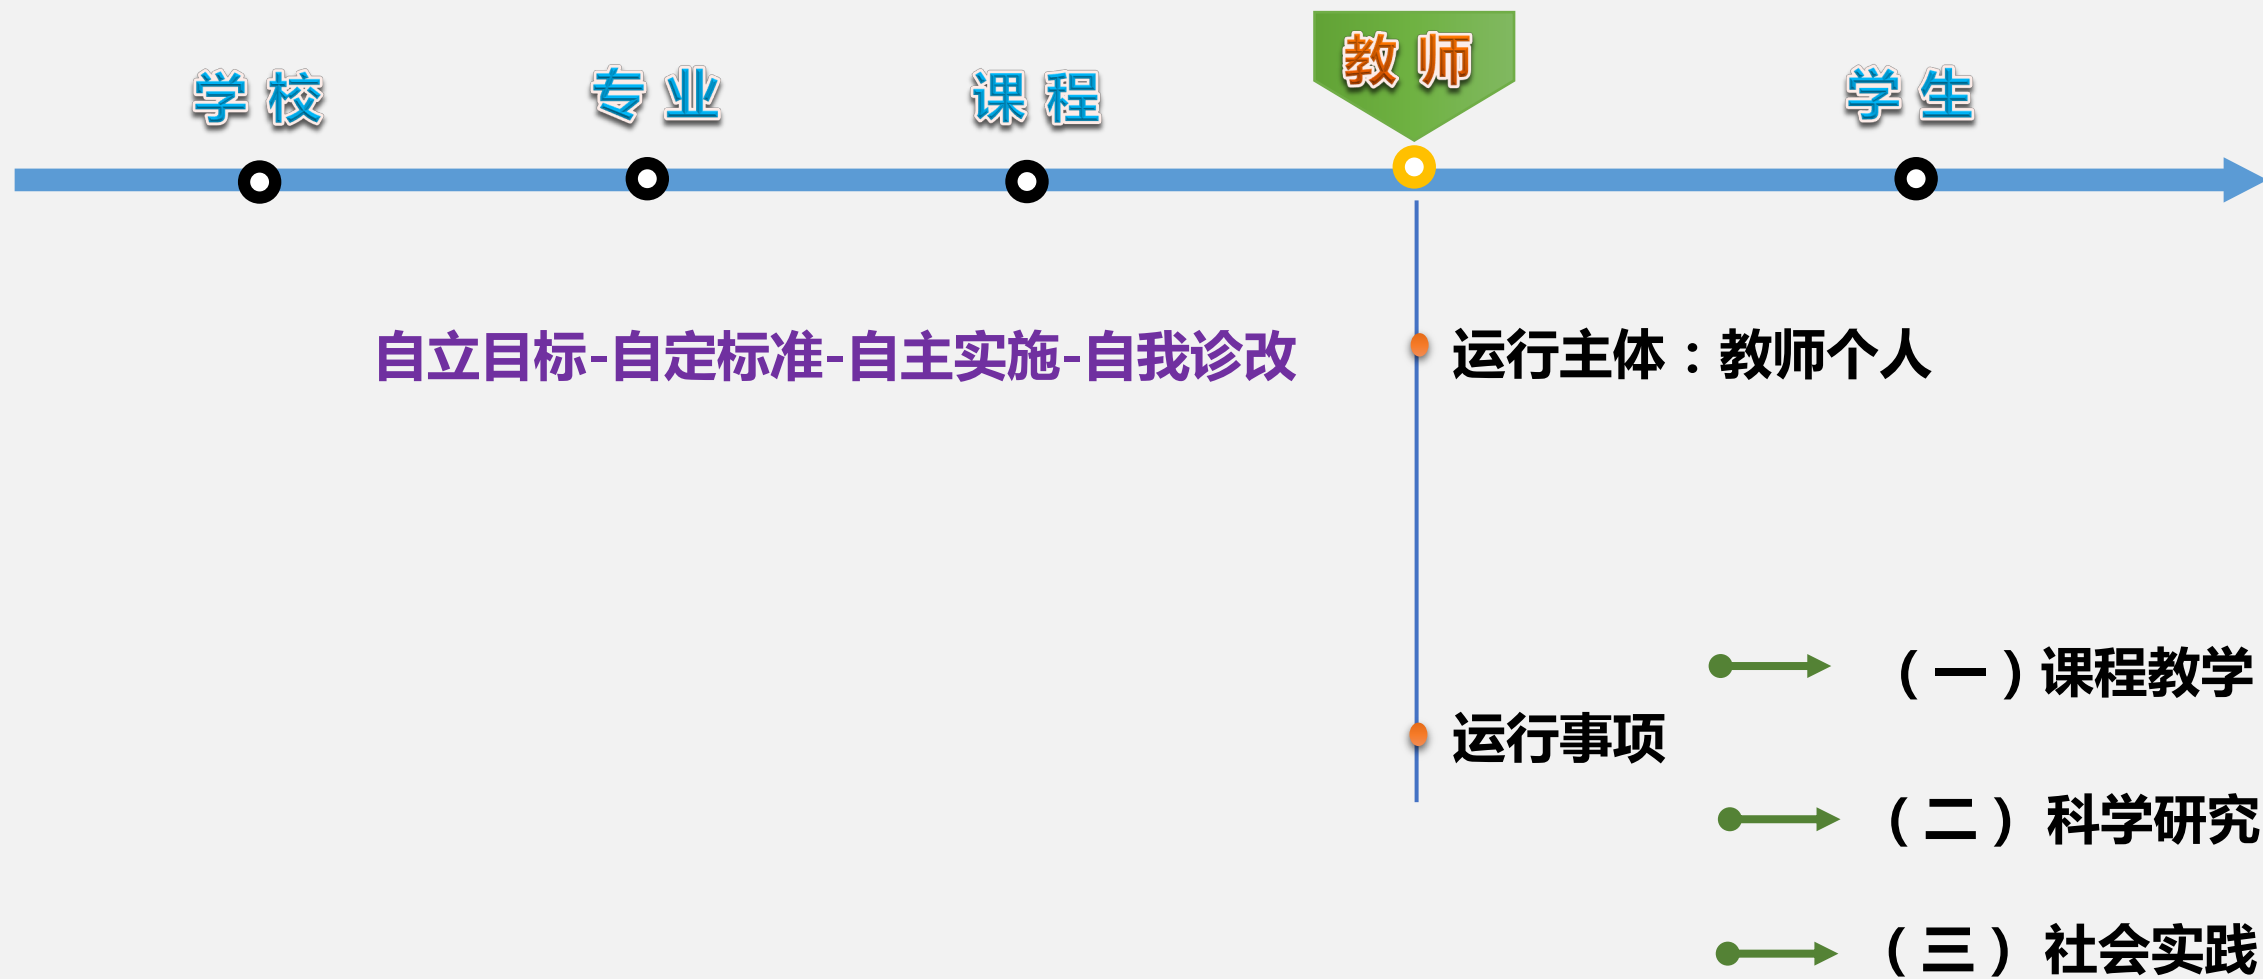 学校
专业
课程
教师
学生
自立目标-自定标准-自主实施-自我诊改
运行主体：教师个人
（一）课程教学
运行事项
（二）科学研究
（三）社会实践